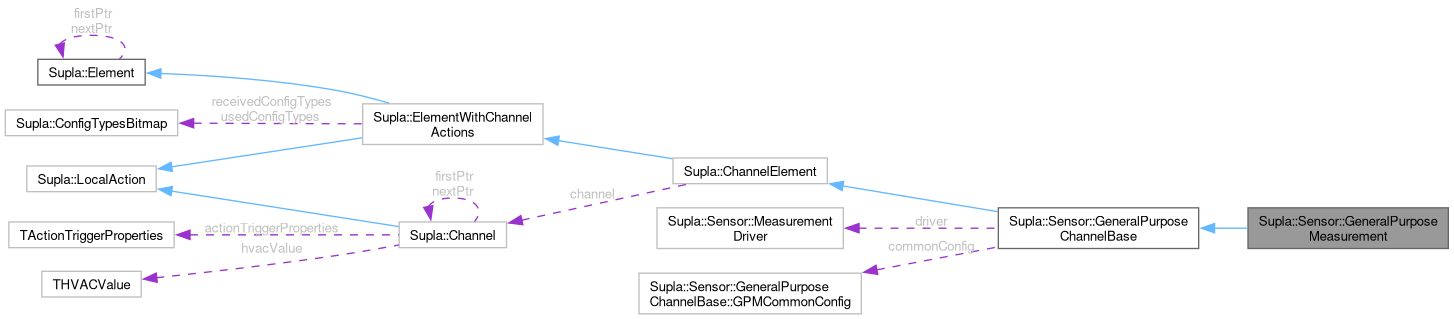 firstPtr
nextPtr
Supla::Element
receivedConfigTypes
usedConfigTypes
Supla::ConfigTypesBitmap
Supla::ElementWithChannel
Actions
Supla::LocalAction
firstPtr
nextPtr
channel
Supla::ChannelElement
TActionTriggerProperties
actionTriggerProperties
Supla::Channel
hvacValue
THVACValue
Supla::Sensor::Measurement
Driver
driver
commonConfig
Supla::Sensor::GeneralPurpose
ChannelBase
Supla::Sensor::GeneralPurpose
Measurement
Supla::Sensor::GeneralPurpose
ChannelBase::GPMCommonConfig